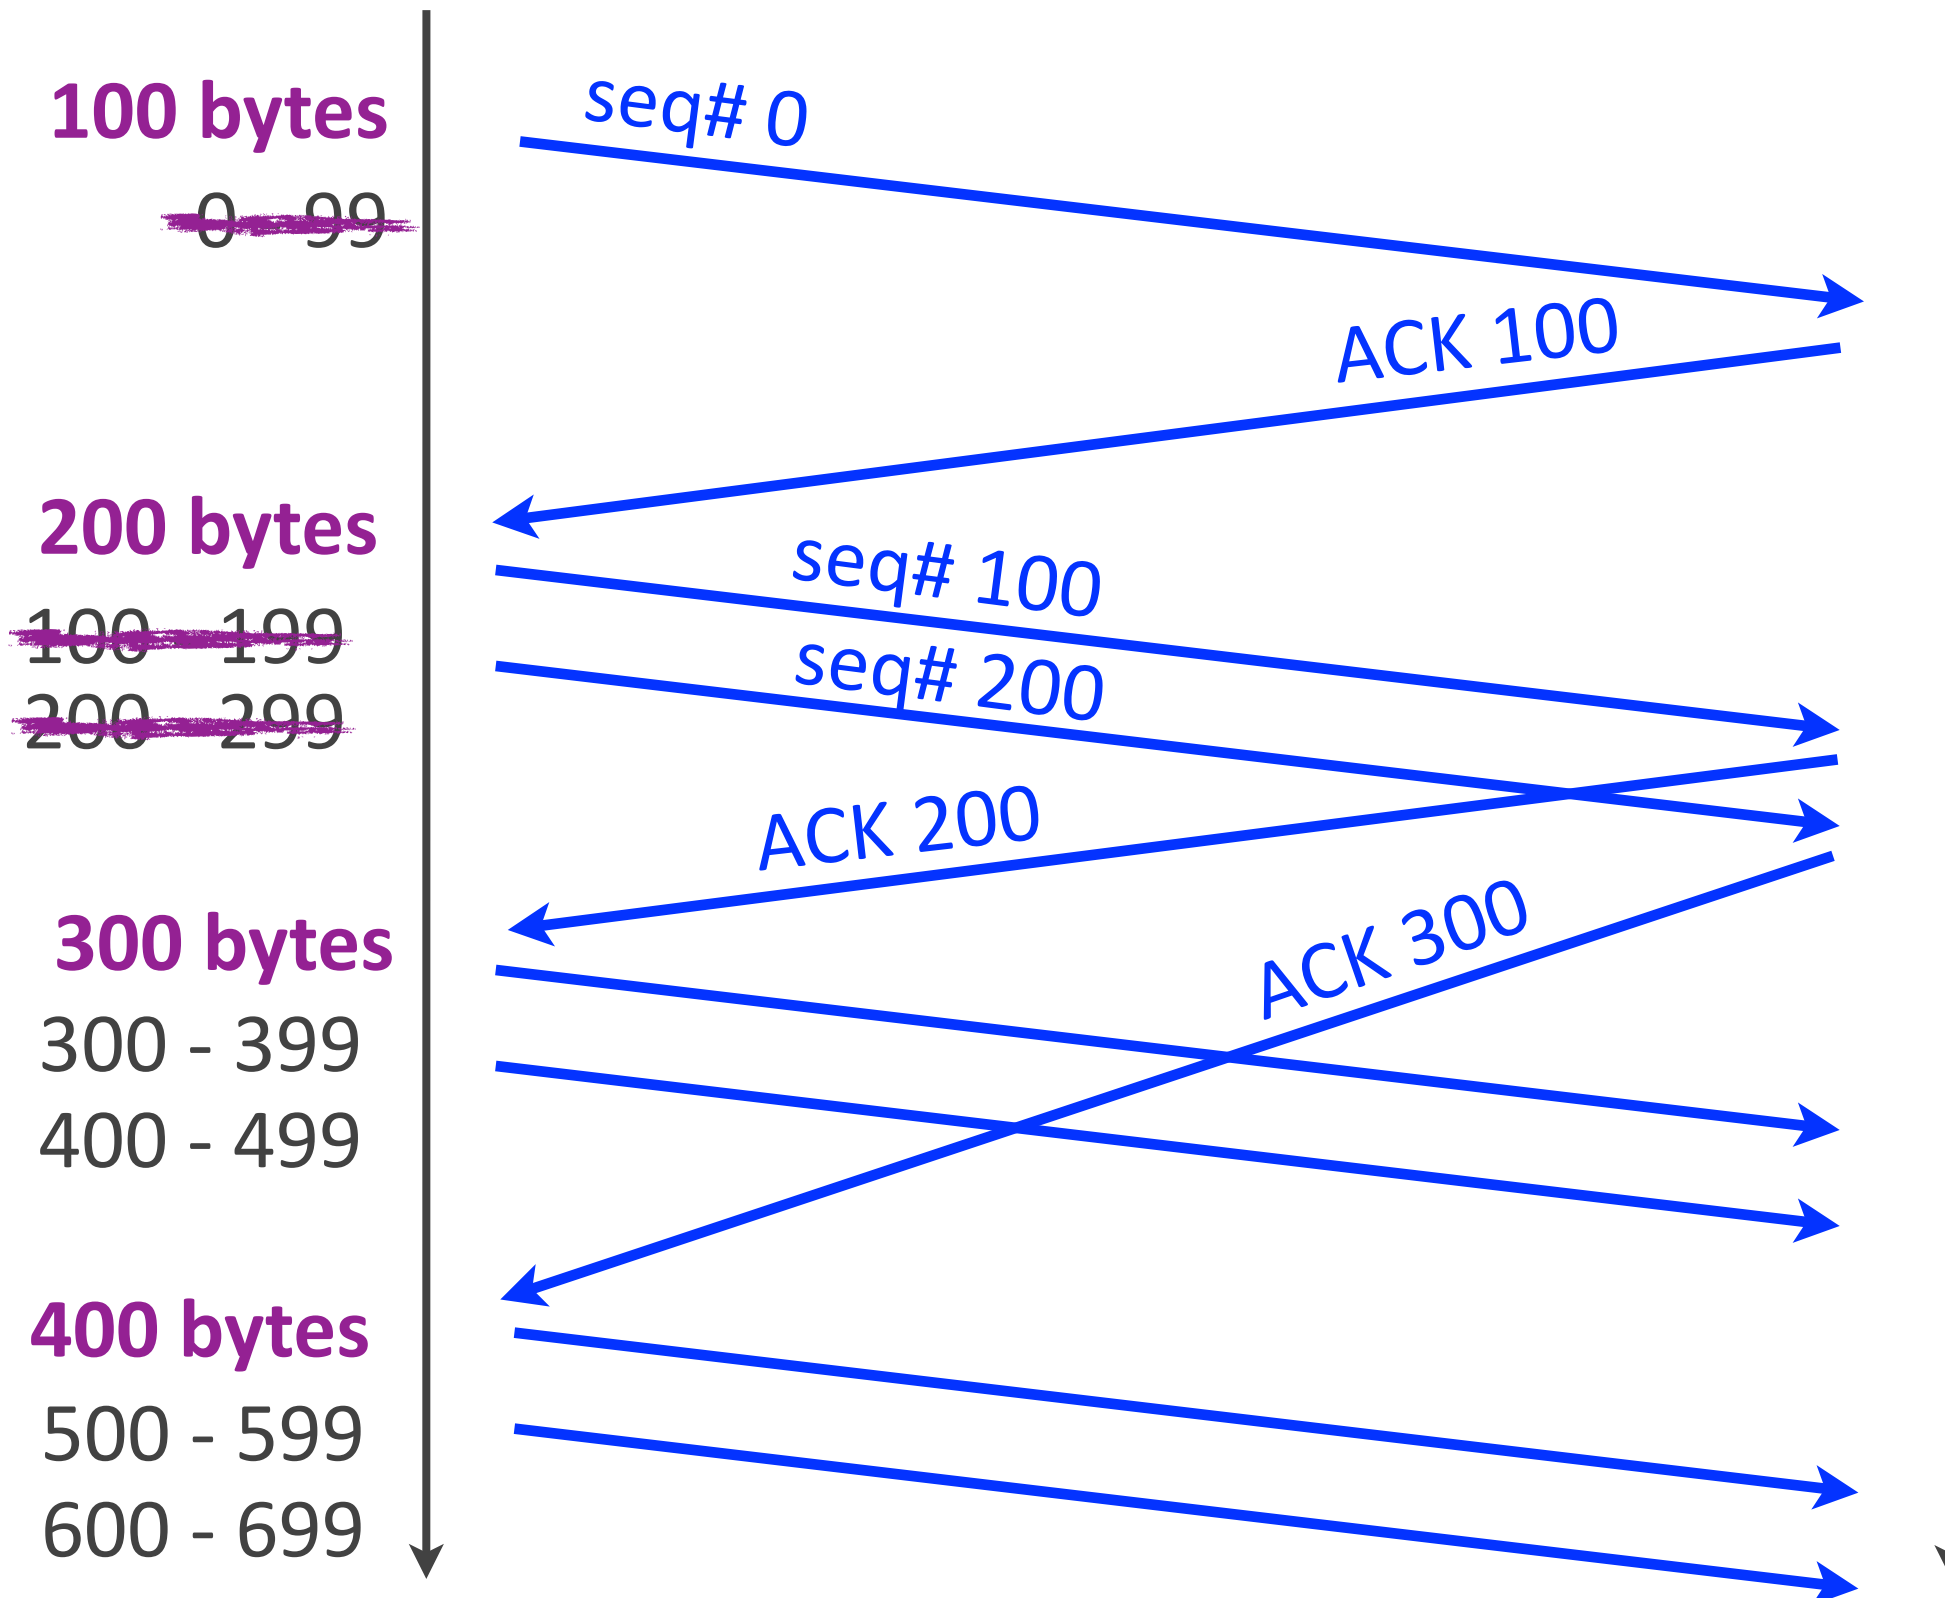 100 bytes
seq# 0
0 - 99
ACK 100
200 bytes
seq# 100
100 - 199
seq# 200
200 - 299
ACK 200
300 bytes
ACK 300
300 - 399
400 - 499
400 bytes
500 - 599
600 - 699